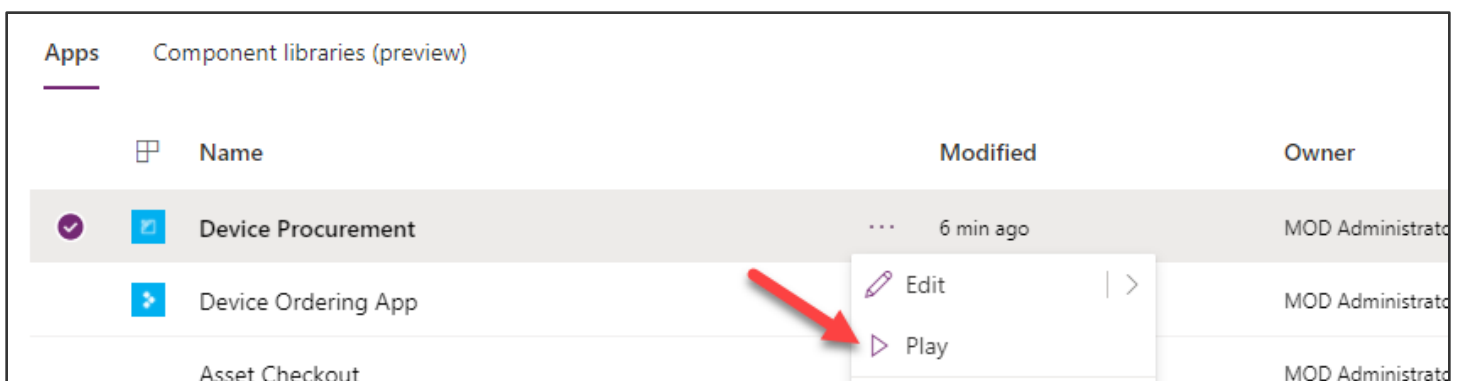 Apps Component libraries (preview)
Name Modified Owner
Device Procurement ... 6 min ago MOD Administrato
Edit
Device Ordering App MOD Administrato
Play
Asset Checkout MOD Administrato